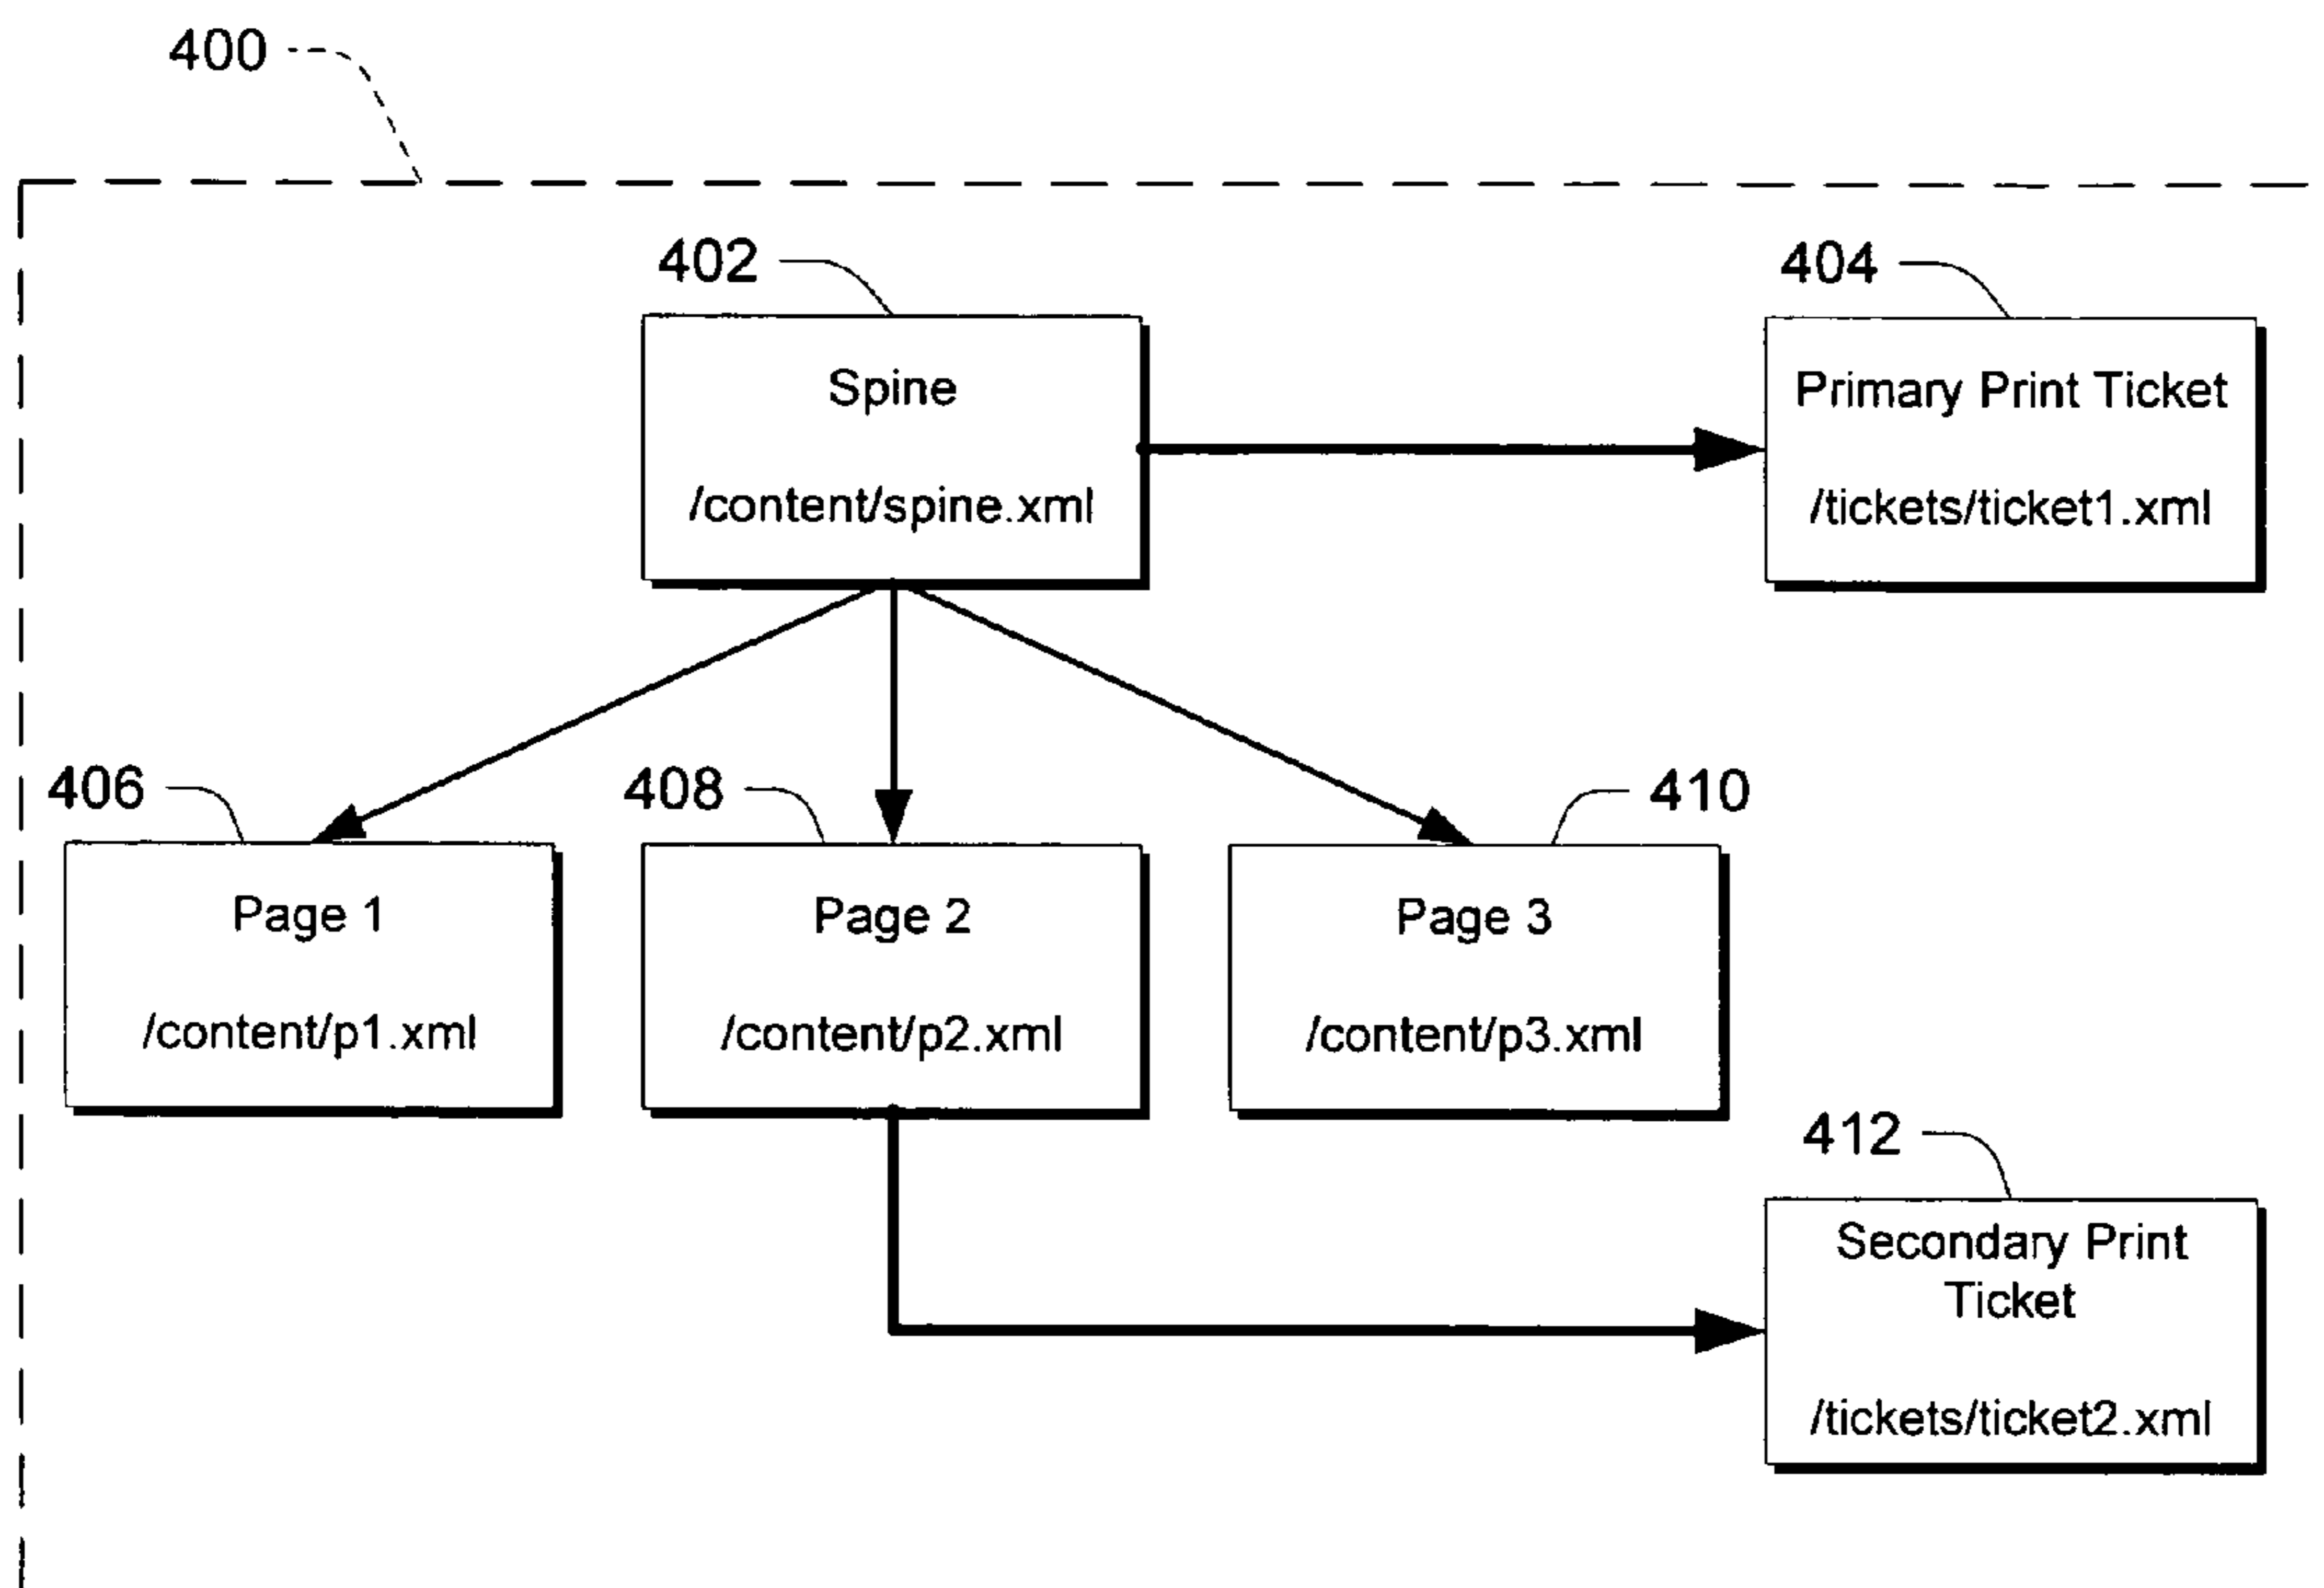 400
402
404
Spine
/content/spine.xml
Primary Print Ticket
/tickets/ticket1.xml
406
408
410
Page 1
/content/p1.xml
Page 2
/content/p2.xml
Page 3
/content/p3.xml
412
Secondary Print
Ticket
/tickets/ticket2.xml